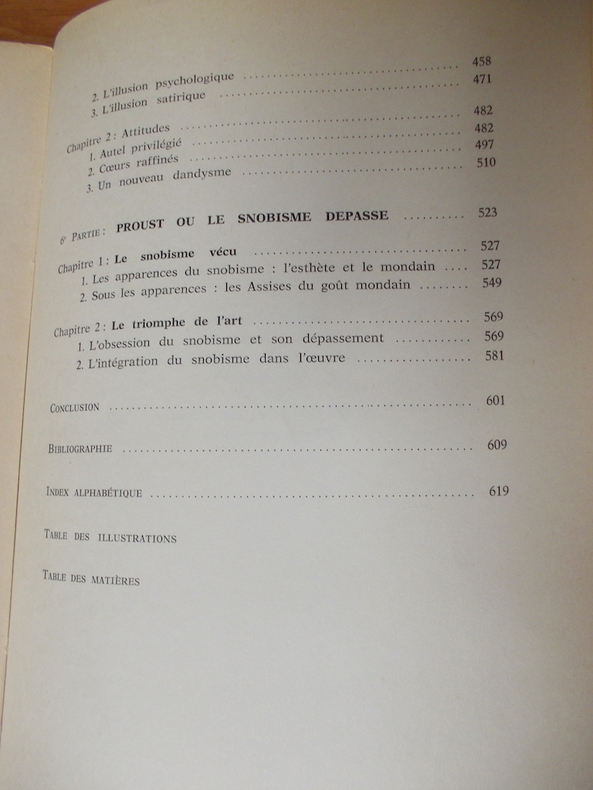 2. L'illusion psychologique .......... 458
3. L'illusion satirique .......... 471
Chapitre 2 : Attitudes .......... 482
1. Autel privilégié .......... 482
2. Cœurs raffinés .......... 497
3. Un nouveau dandysme .......... 510
6e PARTIE : PROUST OU LE SNOBISME DEPASSE .......... 523
Chapitre 1 : Le snobisme vécu .......... 527
1. Les apparences du snobisme : l'esthète et le mondain .... 527
2. Sous les apparences : les Assises du goût mondain ........ 549
Chapitre 2 : Le triomphe de l'art .......... 569
1. L'obsession du snobisme et son dépassement .......... 569
2. L'intégration du snobisme dans l'œuvre .......... 581
CONCLUSION .......... 601
BIBLIOGRAPHIE .......... 609
INDEX ALPHABÉTIQUE .......... 619
TABLE DES ILLUSTRATIONS
TABLE DES MATIÈRES